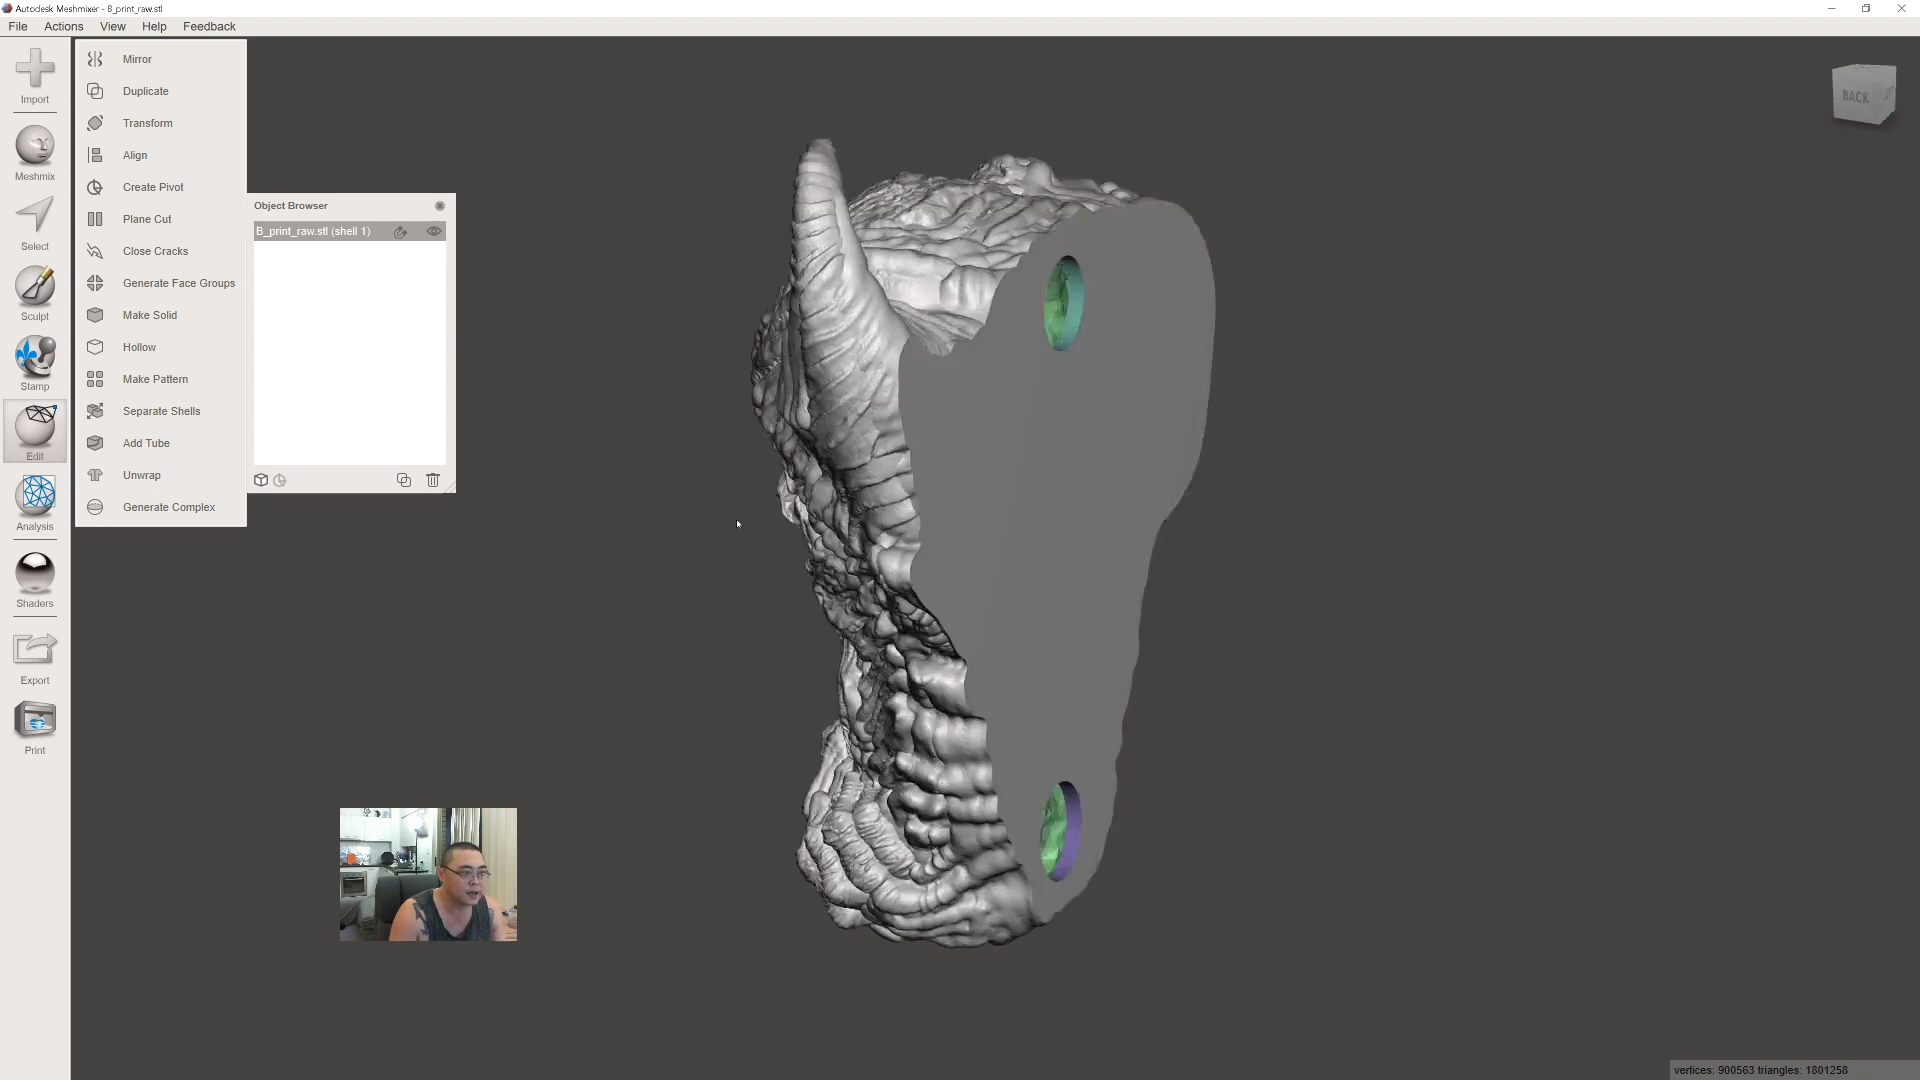 Autodesk Meshmixer - B_print_raw.stl
File Actions View Help Feedback
Import
Meshmix
Select
Sculpt
Stamp
Edit
Analysis
Shaders
Export
Print
Mirror
Duplicate
Transform
Align
Create Pivot
Plane Cut
Close Cracks
Generate Face Groups
Make Solid
Hollow
Make Pattern
Separate Shells
Add Tube
Unwrap
Generate Complex
Object Browser
B_print_raw.stl (shell 1)
BACK
vertices: 900563 triangles: 1801258